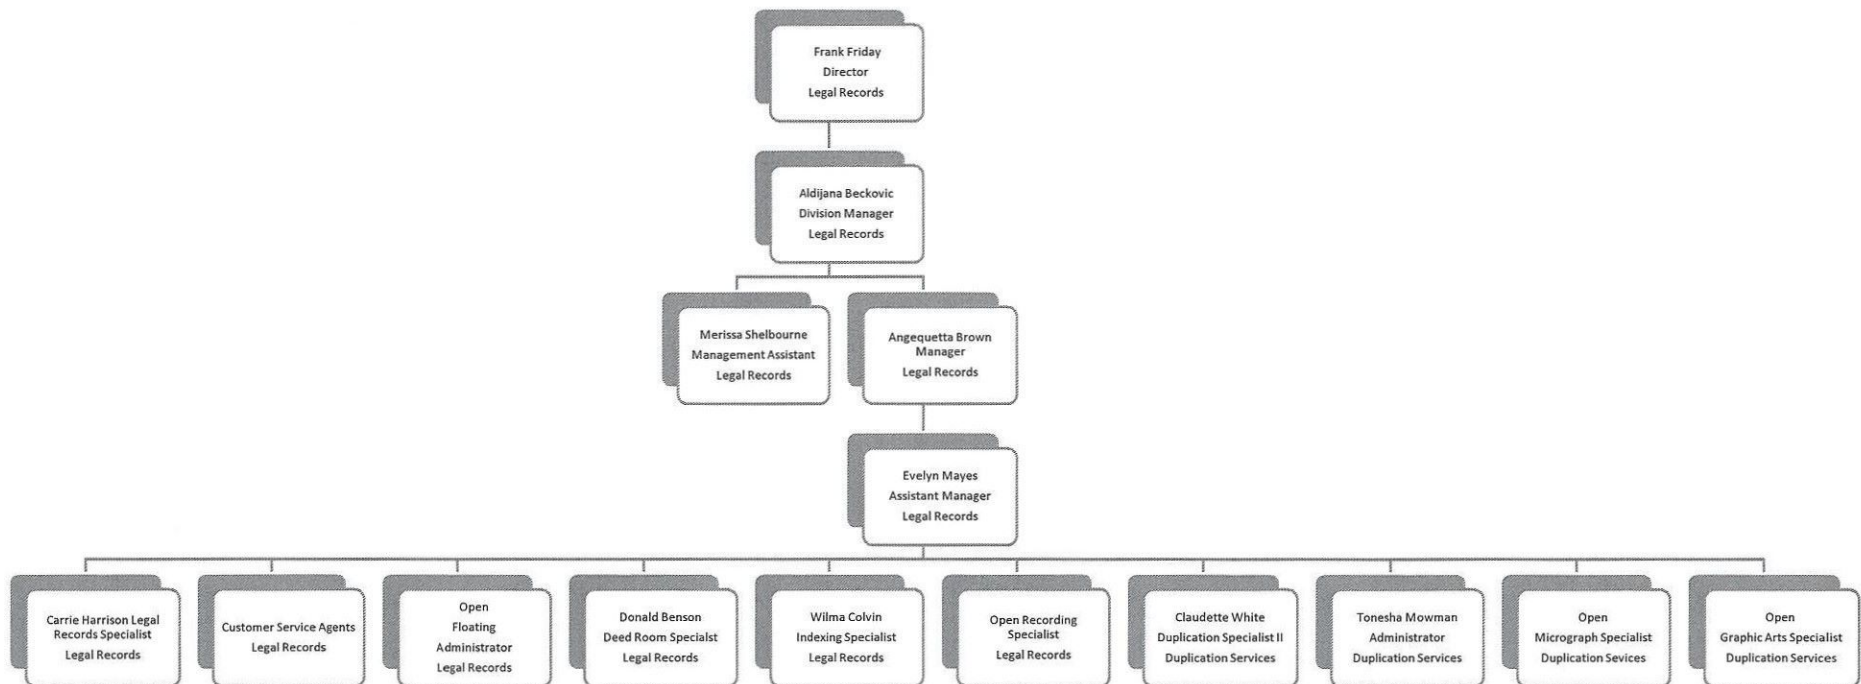 Frank Friday
Director
Legal Records
Aldijana Beckovic
Division Manager
Legal Records
Merissa Shelbourne
Management Assistant
Legal Records
Angequetta Brown
Manager
Legal Records
Evelyn Mayes
Assistant Manager
Legal Records
Carrie Harrison Legal
Records Specialist
Legal Records
Customer Service Agents
Legal Records
Open
Floating
Administrator
Legal Records
Donald Benson
Deed Room Specialst
Legal Records
Wilma Colvin
Indexing Specialist
Legal Records
Open Recording
Specialist
Legal Records
Claudette White
Duplication Specialist II
Duplication Services
Tonesha Mowman
Administrator
Duplication Services
Open
Micrograph Specialist
Duplication Sevices
Open
Graphic Arts Specialist
Duplication Services